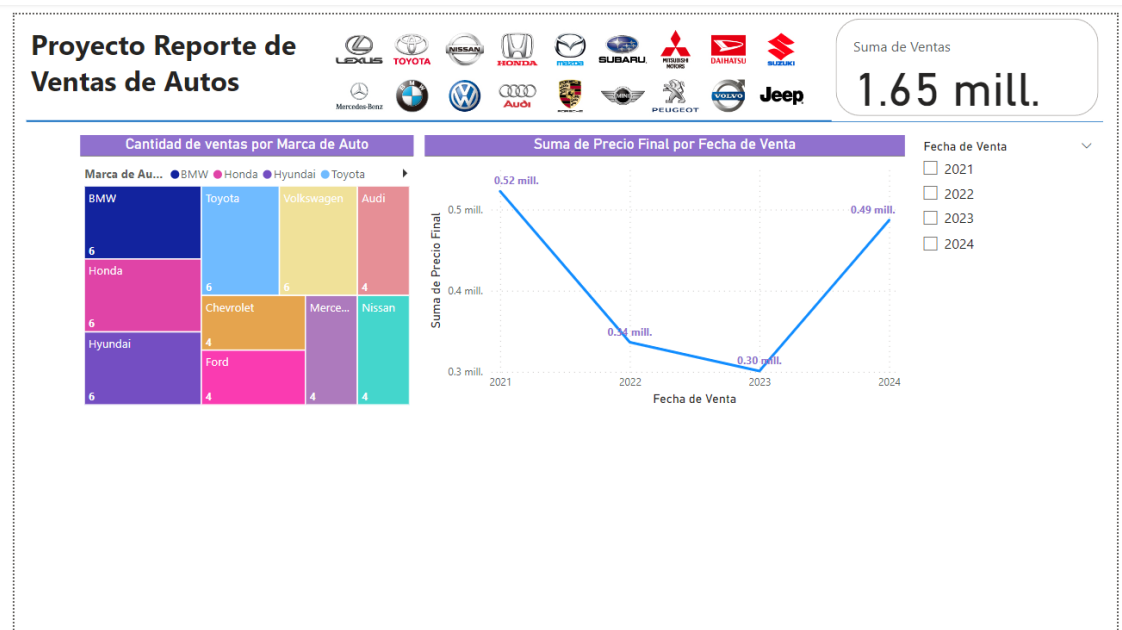 Proyecto Reporte de
Ventas de Autos
LEXUS
TOYOTA
NISSAN
HONDA
mazda
SUBARU
MITSUBISHI
MOTORS
DAIHATSU
SUZUKI
Mercedes-Benz
BMW
Audi
MINI
PEUGEOT
VOLVO
Jeep
Suma de Ventas
1.65 mill.
Cantidad de ventas por Marca de Auto
Marca de Au... BMW Honda Hyundai Toyota
BMW
6
Honda
6
Hyundai
6
Toyota
6
Volkswagen
6
Audi
4
Chevrolet
4
Ford
4
Merce...
4
Nissan
4
Suma de Precio Final por Fecha de Venta
Suma de Precio Final
0.5 mill.
0.4 mill.
0.3 mill.
0.52 mill.
0.34 mill.
0.30 mill.
0.49 mill.
2021 2022 2023 2024
Fecha de Venta
Fecha de Venta
2021
2022
2023
2024